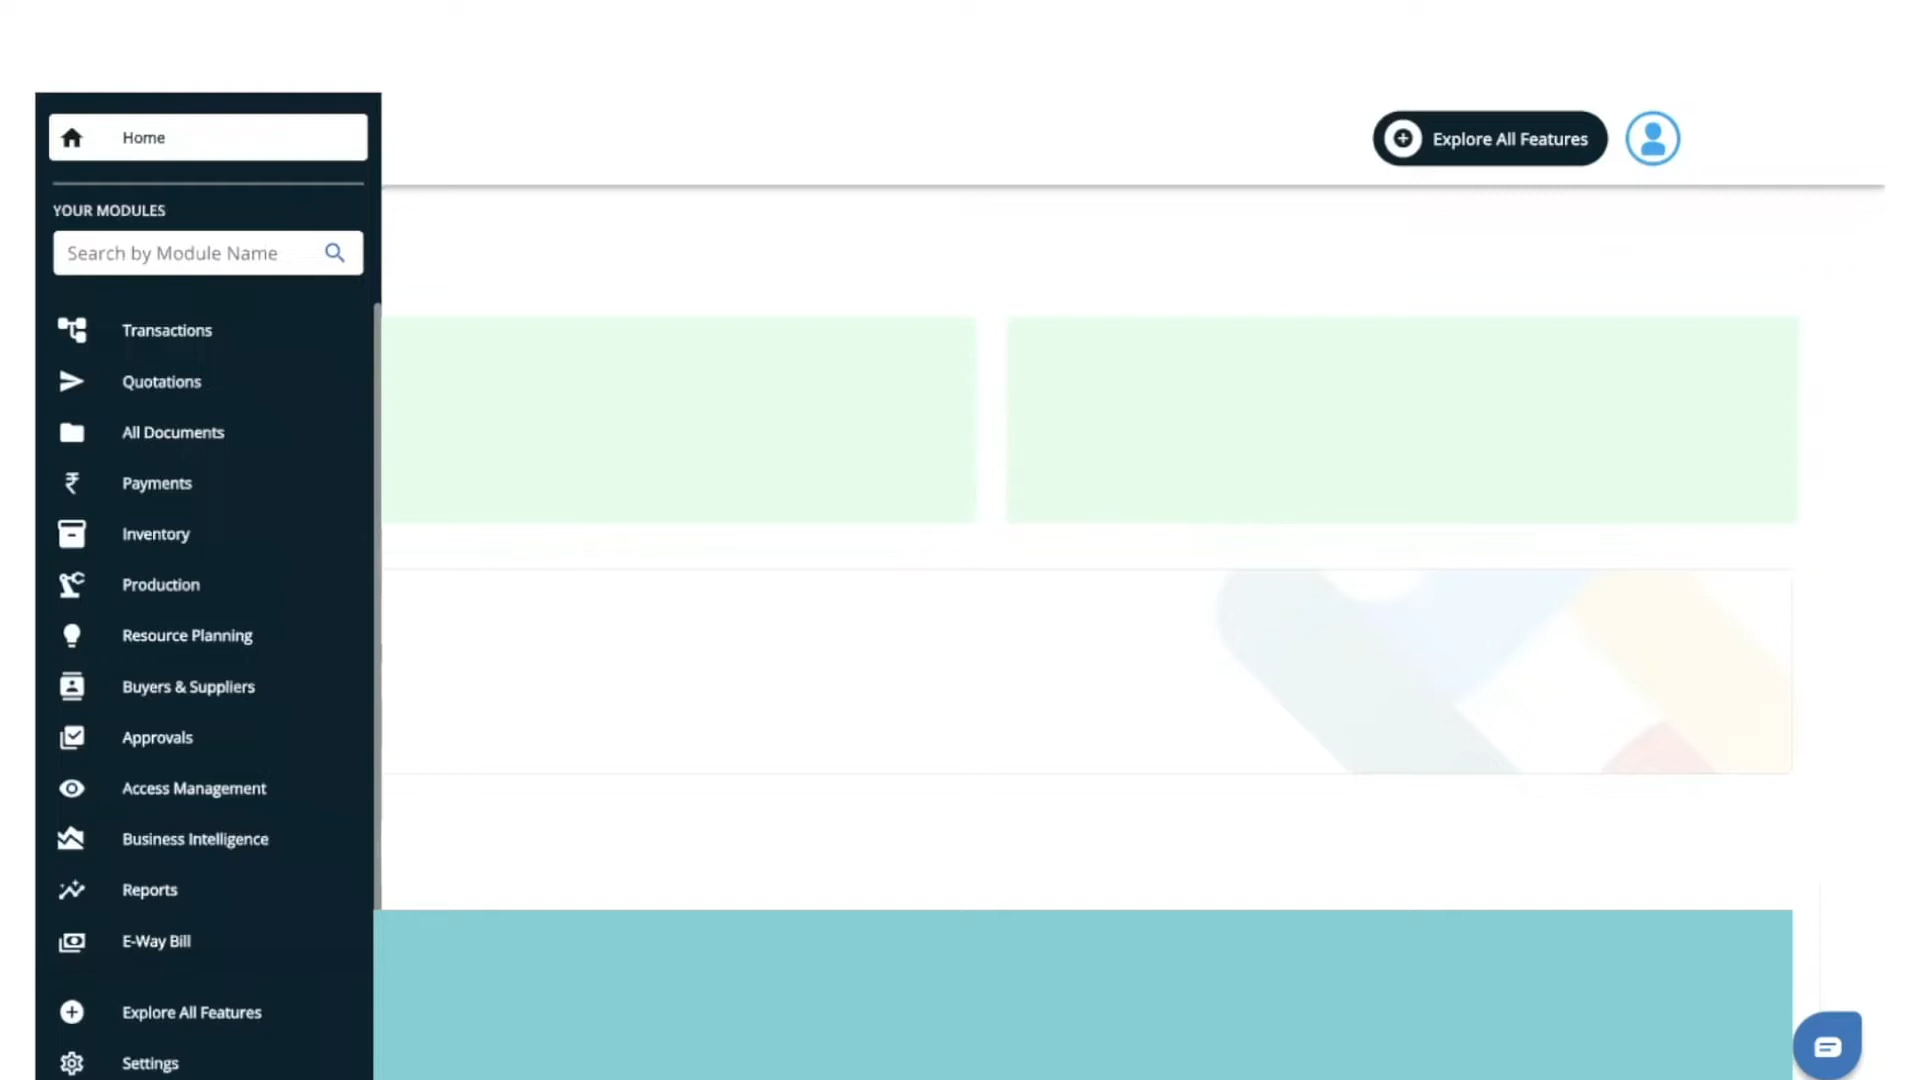 Home
Explore All Features
YOUR MODULES
Search by Module Name
Transactions
Quotations
All Documents
Payments
Inventory
Production
Resource Planning
Buyers & Suppliers
Approvals
Access Management
Business Intelligence
Reports
E-Way Bill
Explore All Features
Settings